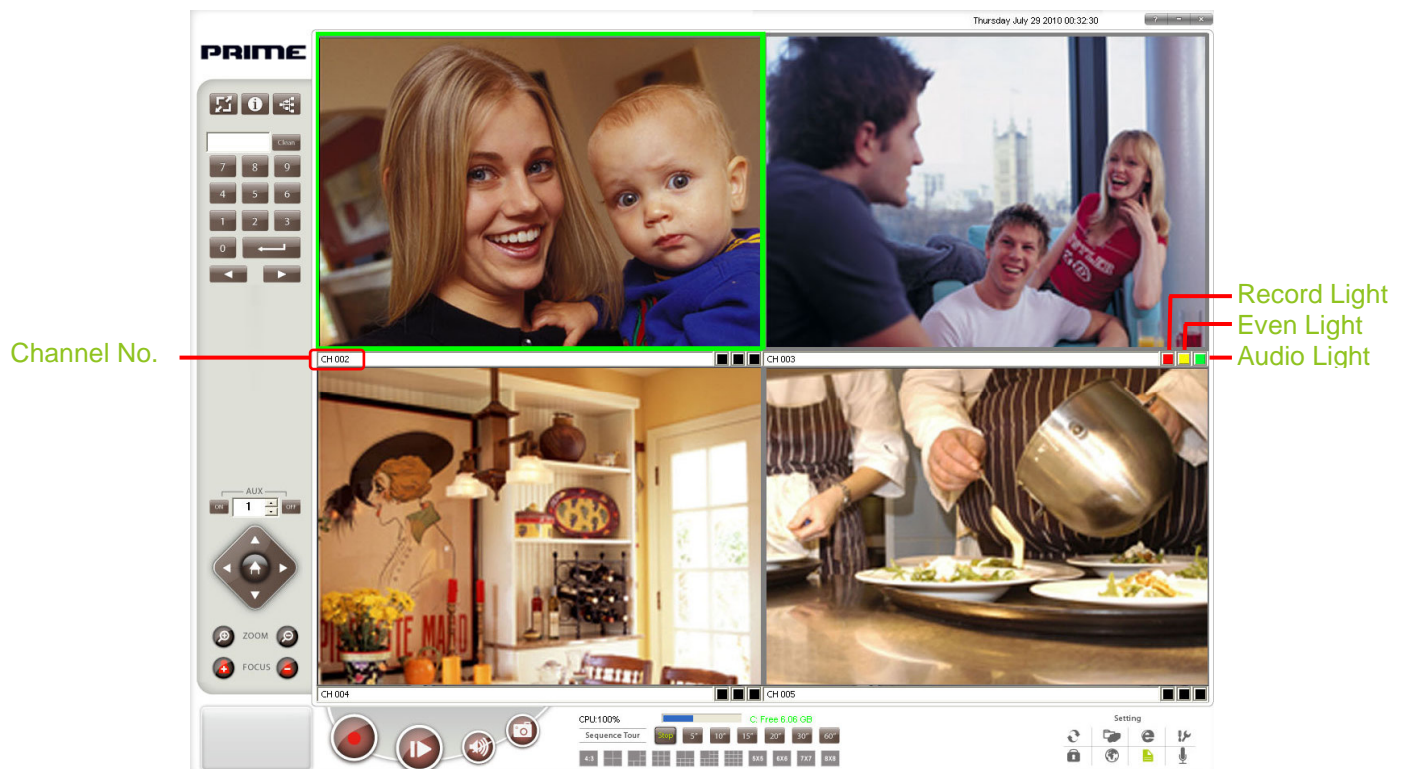 Thursday July 29 2010 00:32:30
? - ×
PRIME
Clean
7 8 9
4 5 6
1 2 3
0
Record Light
Even Light
Audio Light
Channel No.
CH 002
CH 003
AUX
ON 1 OFF
ZOOM
FOCUS
MAID
CH 004
CH 005
CPU:100%
C: Free 6.06 GB
Setting
Sequence Tour Stop 5" 10" 15" 20" 30" 60"
4:3 5X5 6X6 7X7 8X8